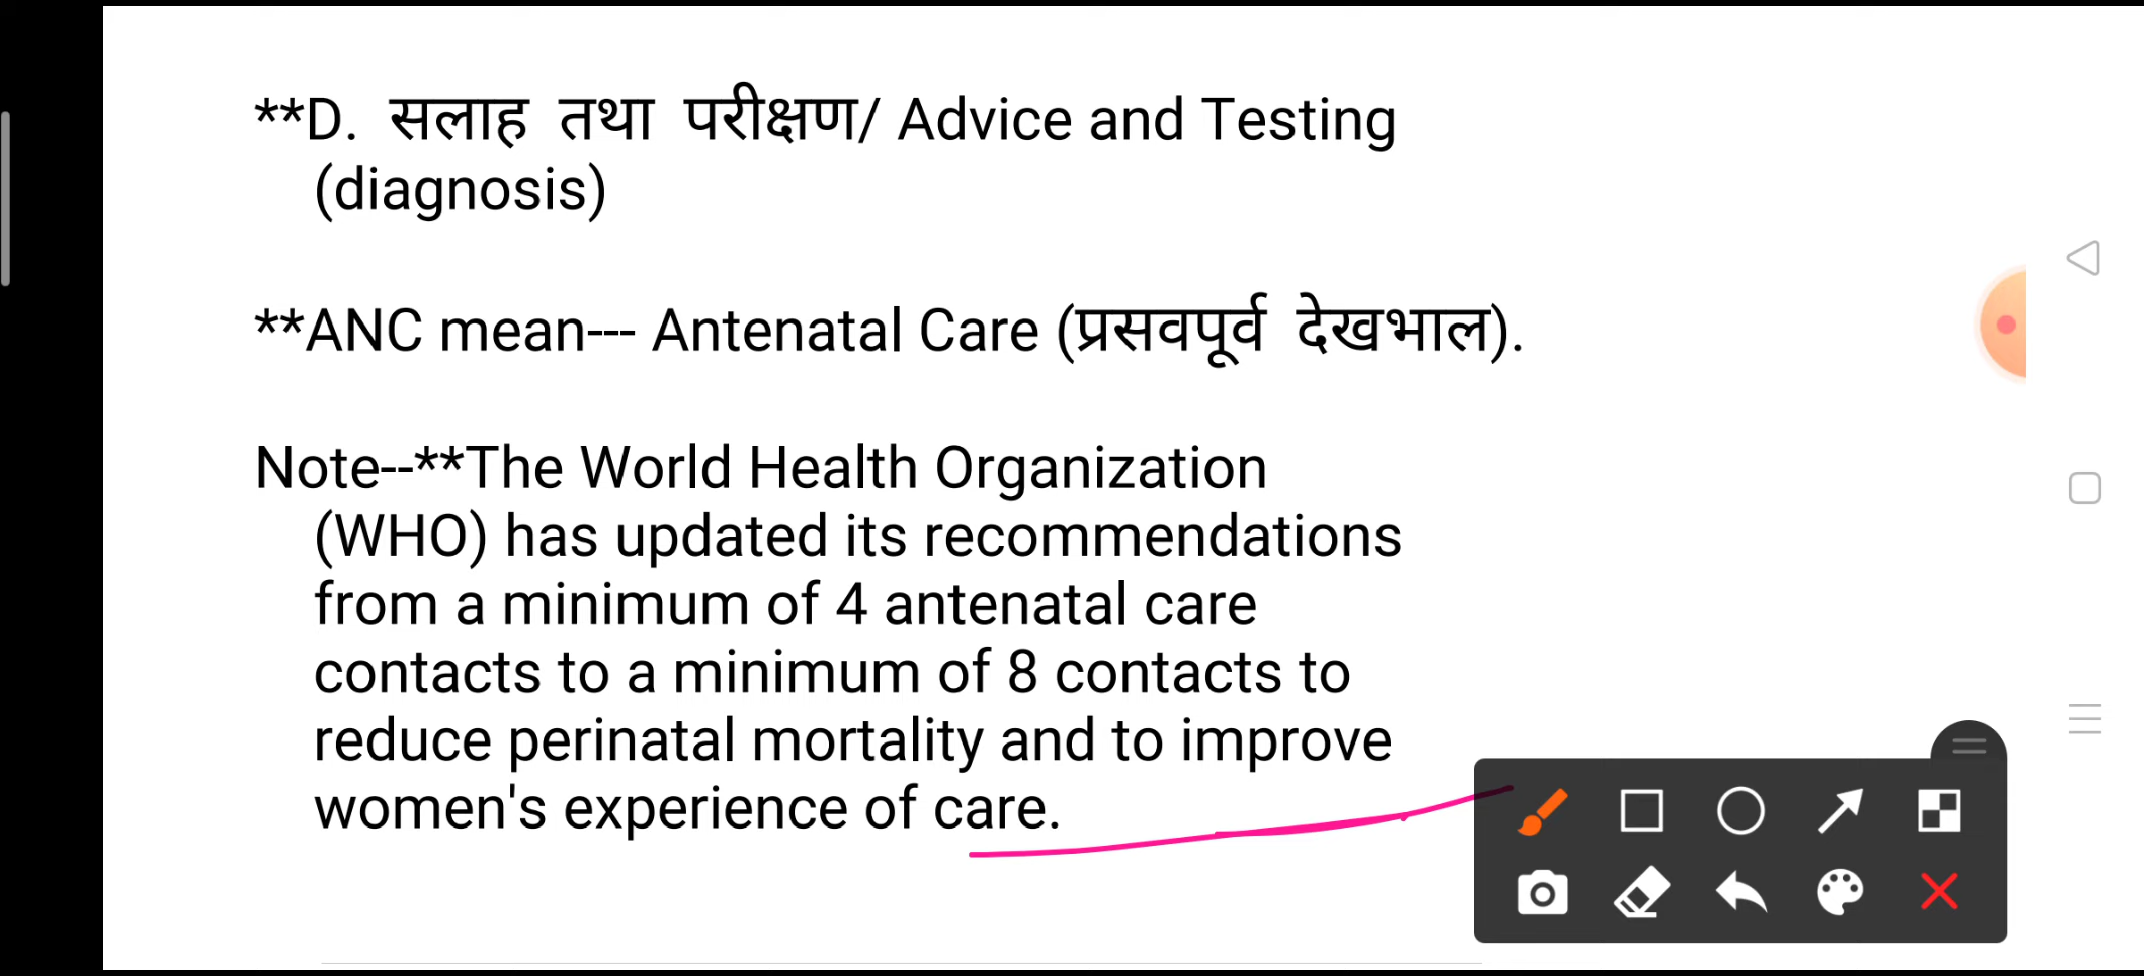 **D. सलाह तथा परीक्षण/ Advice and Testing
(diagnosis)
**ANC mean--- Antenatal Care (प्रसवपूर्व देखभाल).
Note--**The World Health Organization
(WHO) has updated its recommendations
from a minimum of 4 antenatal care
contacts to a minimum of 8 contacts to
reduce perinatal mortality and to improve
women's experience of care.